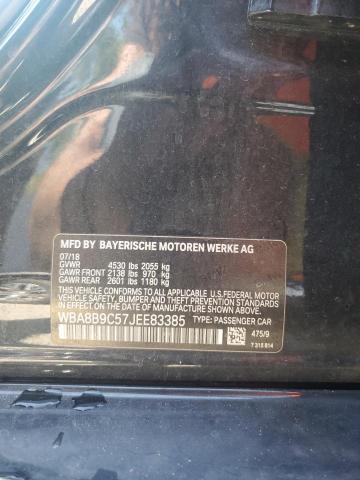 MFD BY BAYERISCHE MOTOREN WERKE AG
07/18
GVWR 4530 lbs 2055 kg
GAWR FRONT 2138 lbs 970 kg
GAWR REAR 2601 lbs 1180 kg
THIS VEHICLE CONFORMS TO ALL APPLICABLE U.S.FEDERAL MOTOR
VEHICLE SAFETY, BUMPER, AND THEFT PREVENTION STANDARDS
IN EFFECT ON THE DATE OF MANUFACTURE SHOWN ABOVE.
WBA8B9C57JEE83385 TYPE: PASSENGER CAR
475/9
7 318 814